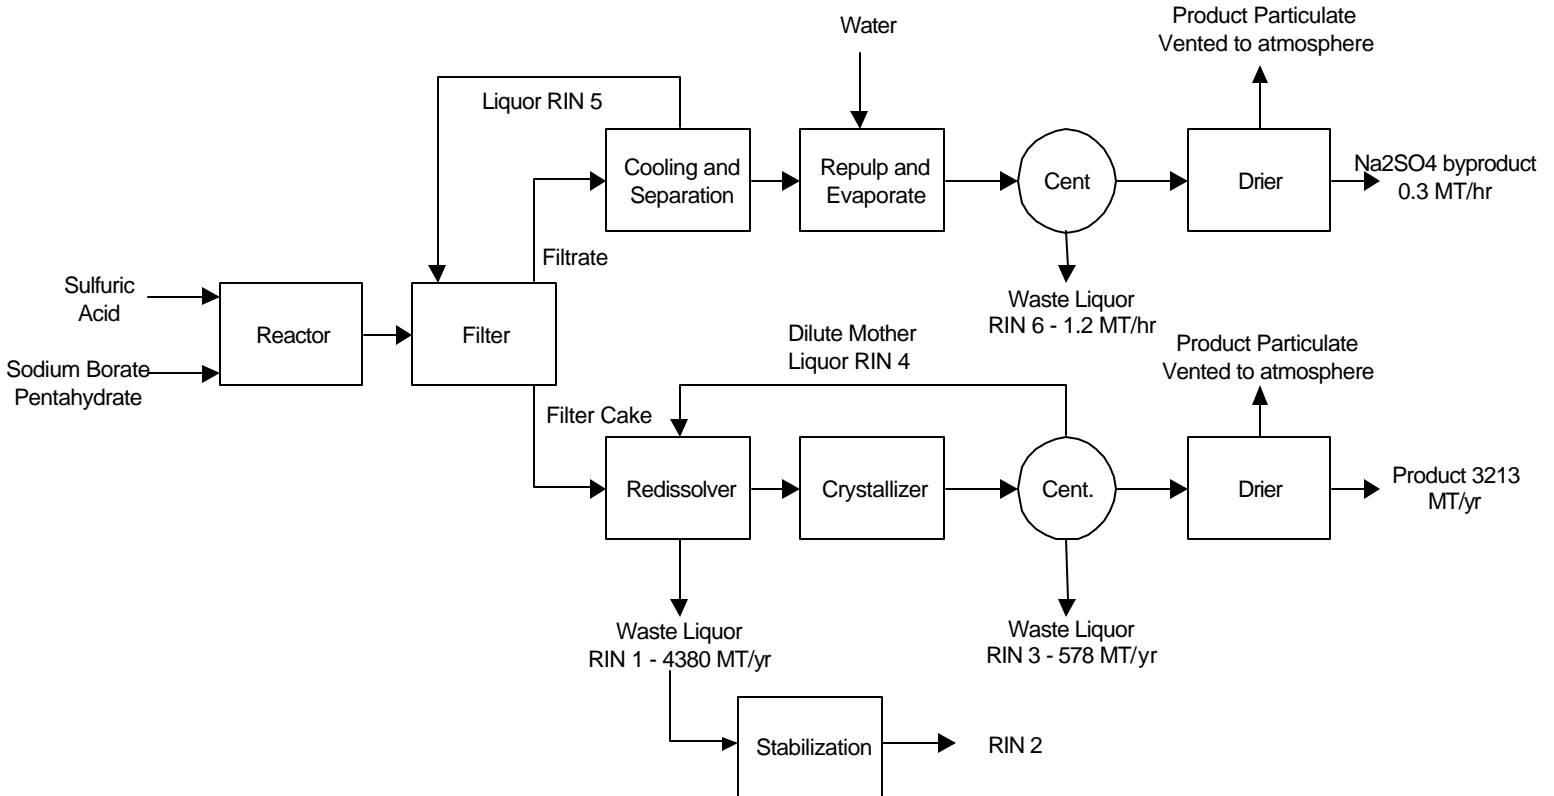 Product Particulate
Vented to atmosphere
Water
Liquor RIN 5
Cooling and
Separation
Repulp and
Evaporate
Cent
Drier
Na2SO4 byproduct
0.3 MT/hr
Filtrate
Sulfuric
Acid
Reactor
Filter
Waste Liquor
RIN 6 - 1.2 MT/hr
Sodium Borate
Pentahydrate
Dilute Mother
Liquor RIN 4
Product Particulate
Vented to atmosphere
Filter Cake
Redissolver
Crystallizer
Cent.
Drier
Product 3213
MT/yr
Waste Liquor
RIN 1 - 4380 MT/yr
Waste Liquor
RIN 3 - 578 MT/yr
Stabilization
RIN 2